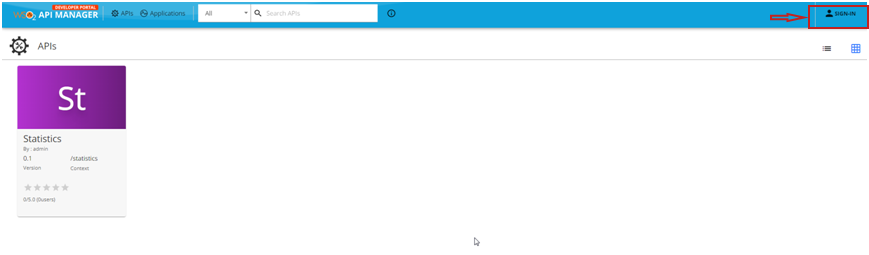 DEVELOPER PORTAL
WSO2 API MANAGER
APIs
Applications
All
Search APIs
SIGN-IN
APIs
St
Statistics
By : admin
0.1 /statistics
Version Context
0/5.0 (0users)